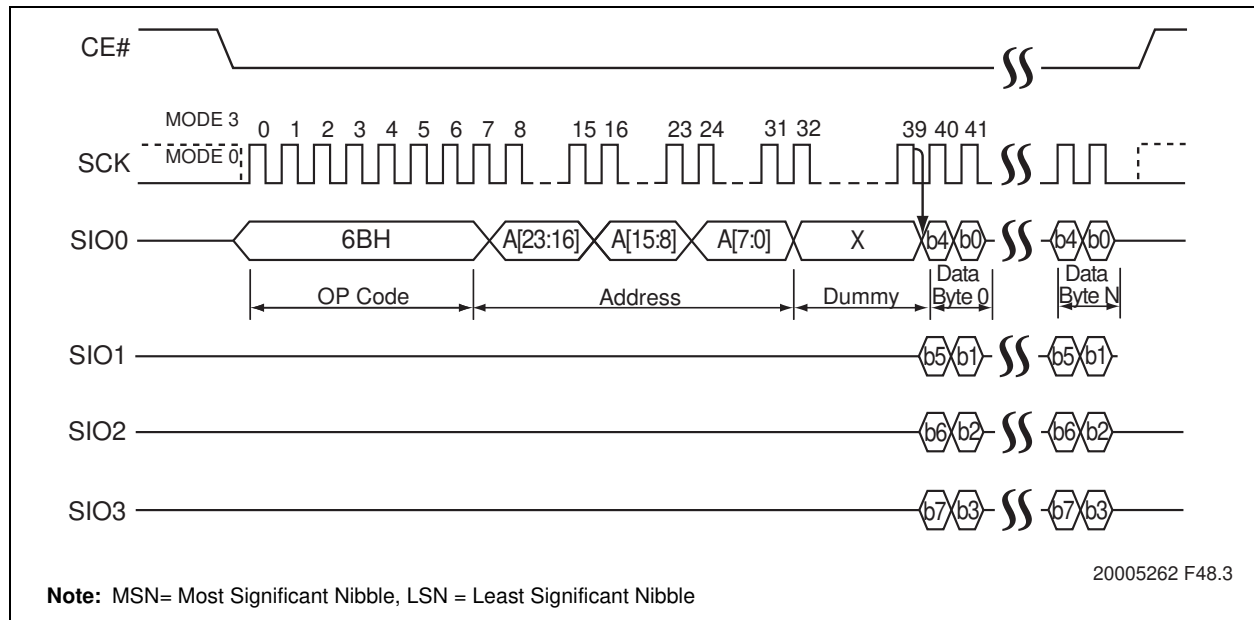 CE#
MODE 3
0 1 2 3 4 5 6 7 8 15 16 23 24 31 32 39 40 41
SCK
MODE 0
SIO0 6BH A[23:16] A[15:8] A[7:0] X b4 b0 b4 b0
OP Code Address Dummy Data Byte 0 Data Byte N
SIO1 b5 b1 b5 b1
SIO2 b6 b2 b6 b2
SIO3 b7 b3 b7 b3
20005262 F48.3
Note: MSN= Most Significant Nibble, LSN = Least Significant Nibble